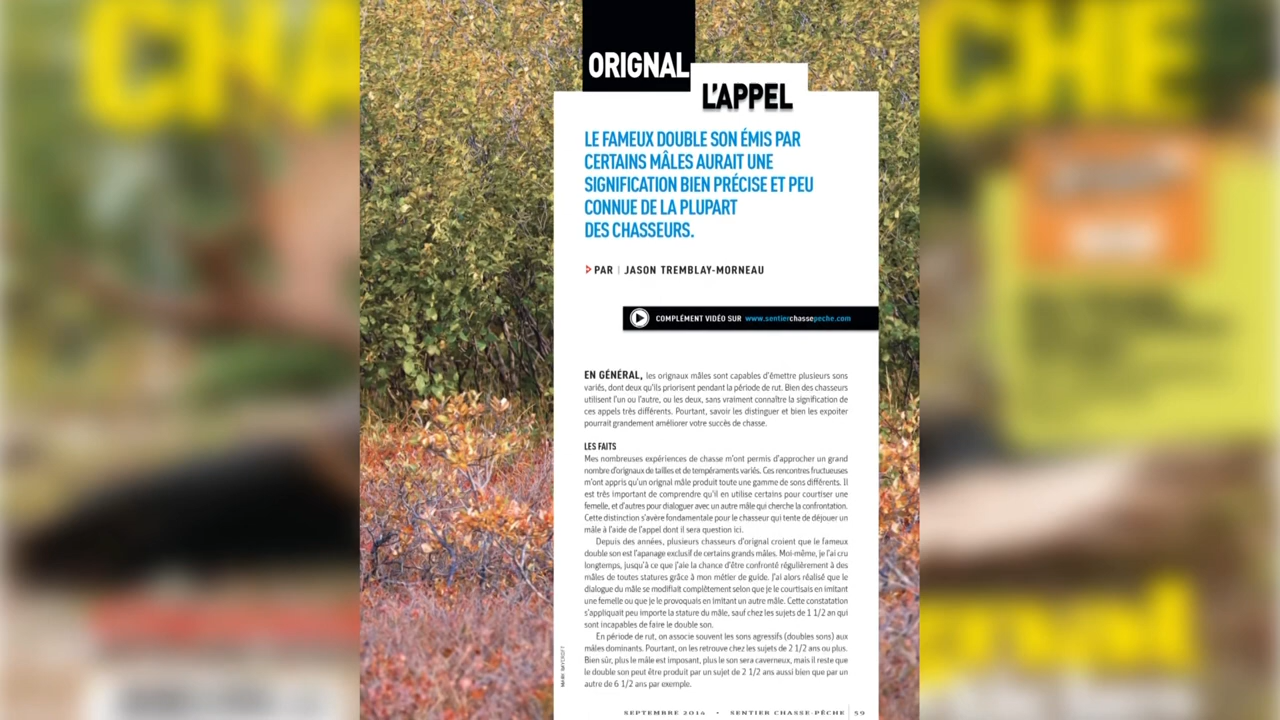 ORIGNAL
L'APPEL
LE FAMEUX DOUBLE SON ÉMIS PAR
CERTAINS MÂLES AURAIT UNE
SIGNIFICATION BIEN PRÉCISE ET PEU
CONNUE DE LA PLUPART
DES CHASSEURS.
PAR | JASON TREMBLAY-MORNEAU
COMPLÉMENT VIDÉO SUR www.sentierchassepeche.com
EN GÉNÉRAL, les orignaux mâles sont capables d'émettre plusieurs sons
variés, dont deux qu'ils priorisent pendant la période de rut. Bien des chasseurs
utilisent l'un ou l'autre, ou les deux, sans vraiment connaître la signification de
ces appels très différents. Pourtant, savoir les distinguer et bien les expoiter
pourrait grandement améliorer votre succès de chasse.
LES FAITS
Mes nombreuses expériences de chasse m'ont permis d'approcher un grand
nombre d'orignaux de tailles et de tempéraments variés. Ces rencontres fructueuses
m'ont appris qu'un orignal mâle produit toute une gamme de sons différents. Il
est très important de comprendre qu'il en utilise certains pour courtiser une
femelle, et d'autres pour dialoguer avec un autre mâle qui cherche la confrontation.
Cette distinction s'avère fondamentale pour le chasseur qui tente de déjouer un
mâle à l'aide de l'appel dont il sera question ici.
Depuis des années, plusieurs chasseurs d'orignal croient que le fameux
double son est l'apanage exclusif de certains grands mâles. Moi-même, je l'ai cru
longtemps, jusqu'à ce que j'aie la chance d'être confronté régulièrement à des
mâles de toutes statures grâce à mon métier de guide. J'ai alors réalisé que le
dialogue du mâle se modifiait complètement selon que je le courtisais en imitant
une femelle ou que je le provoquais en imitant un autre mâle. Cette constatation
s'appliquait peu importe la stature du mâle, sauf chez les sujets de 1 1/2 an qui
sont incapables de faire le double son.
En période de rut, on associe souvent les sons agressifs (doubles sons) aux
mâles dominants. Pourtant, on les retrouve chez les sujets de 2 1/2 ans ou plus.
Bien sûr, plus le mâle est imposant, plus le son sera caverneux, mais il reste que
le double son peut être produit par un sujet de 2 1/2 ans aussi bien que par un
autre de 6 1/2 ans par exemple.
MARK RAYCROFT
SEPTEMBRE 2014 • SENTIER CHASSE-PÊCHE | 59